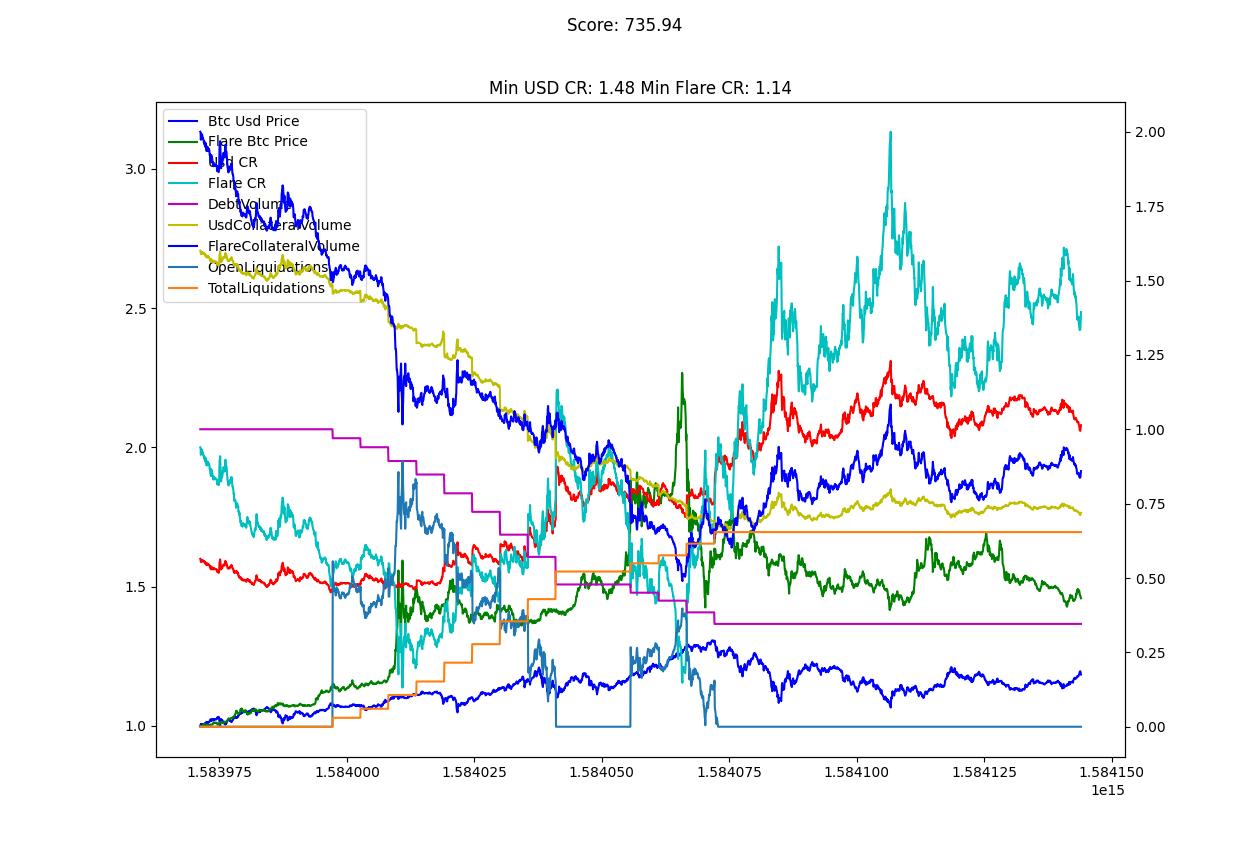 Score: 735.94
Min USD CR: 1.48 Min Flare CR: 1.14
Btc Usd Price
Flare Btc Price
Usd CR
Flare CR
DebtVolume
UsdCollateralVolume
FlareCollateralVolume
OpenLiquidations
TotalLiquidations
3.0
2.5
2.0
1.5
1.0
2.00
1.75
1.50
1.25
1.00
0.75
0.50
0.25
0.00
1.583975 1.584000 1.584025 1.584050 1.584075 1.584100 1.584125 1.584150
1e15